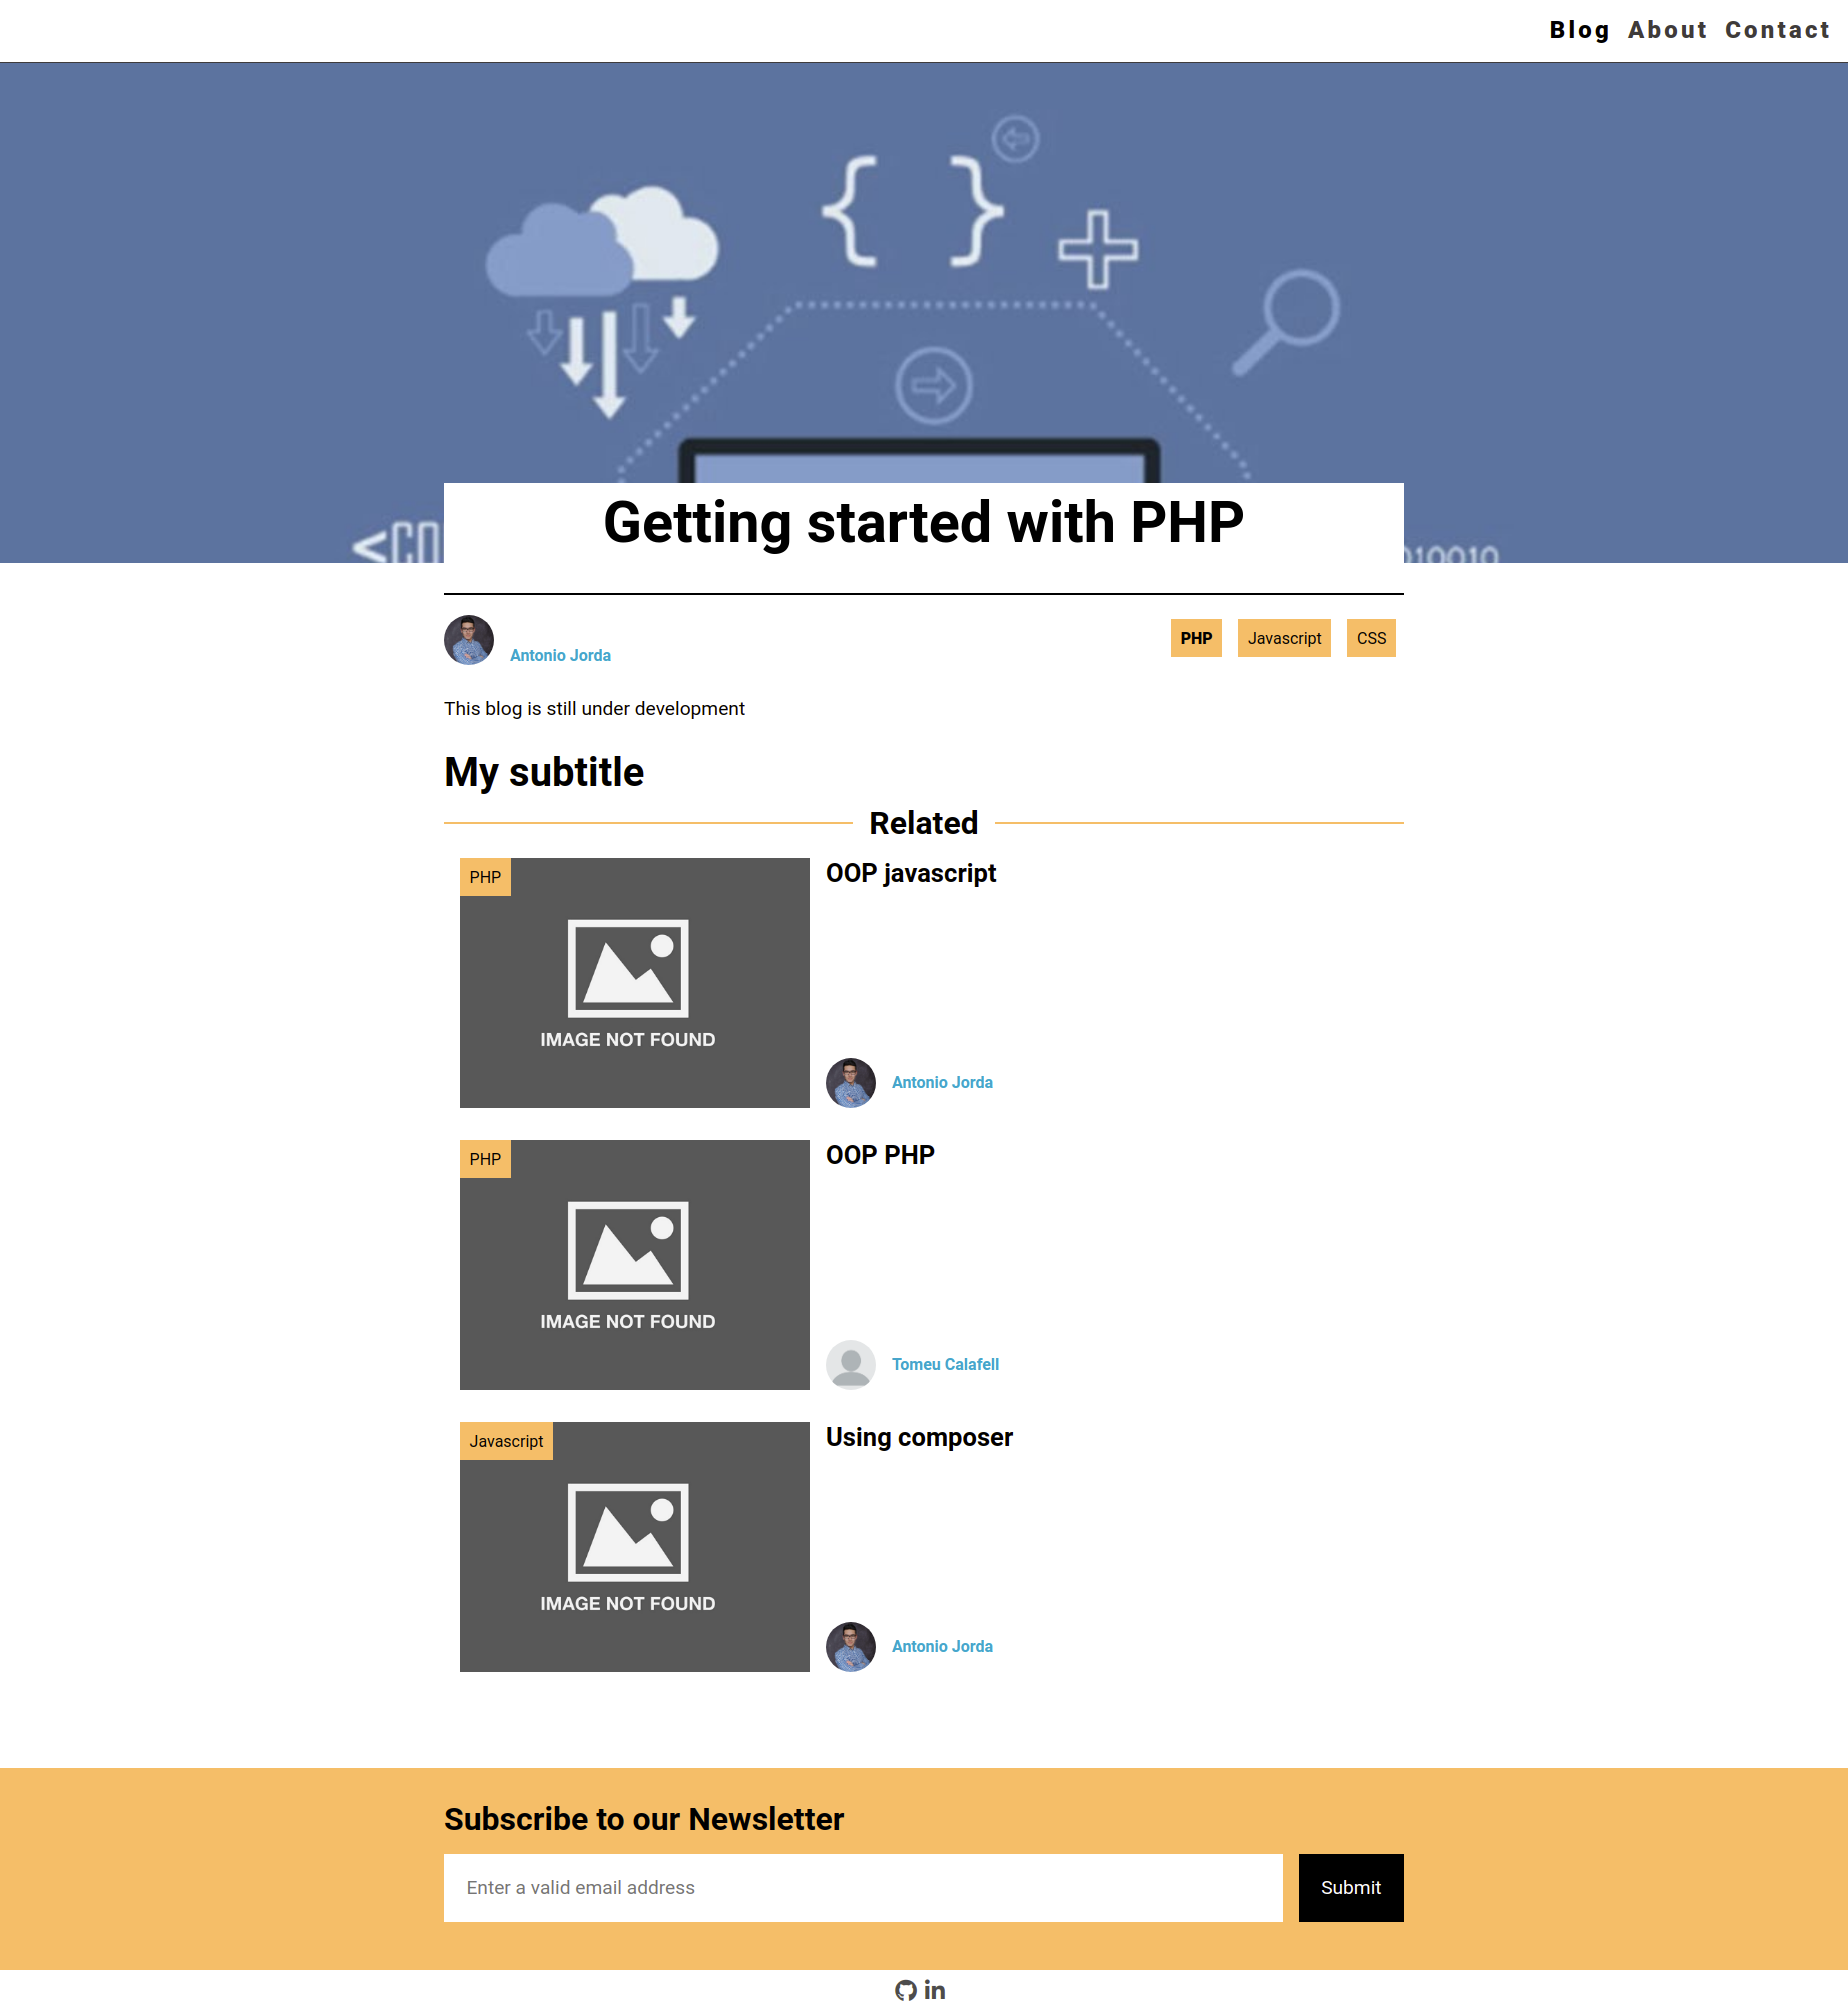 Blog About Contact
{ }
<CO
010010
Getting started with PHP
Antonio Jorda
PHP Javascript CSS
This blog is still under development
My subtitle
Related
PHP
IMAGE NOT FOUND
OOP javascript
Antonio Jorda
PHP
IMAGE NOT FOUND
OOP PHP
Tomeu Calafell
Javascript
IMAGE NOT FOUND
Using composer
Antonio Jorda
Subscribe to our Newsletter
Enter a valid email address
Submit
in